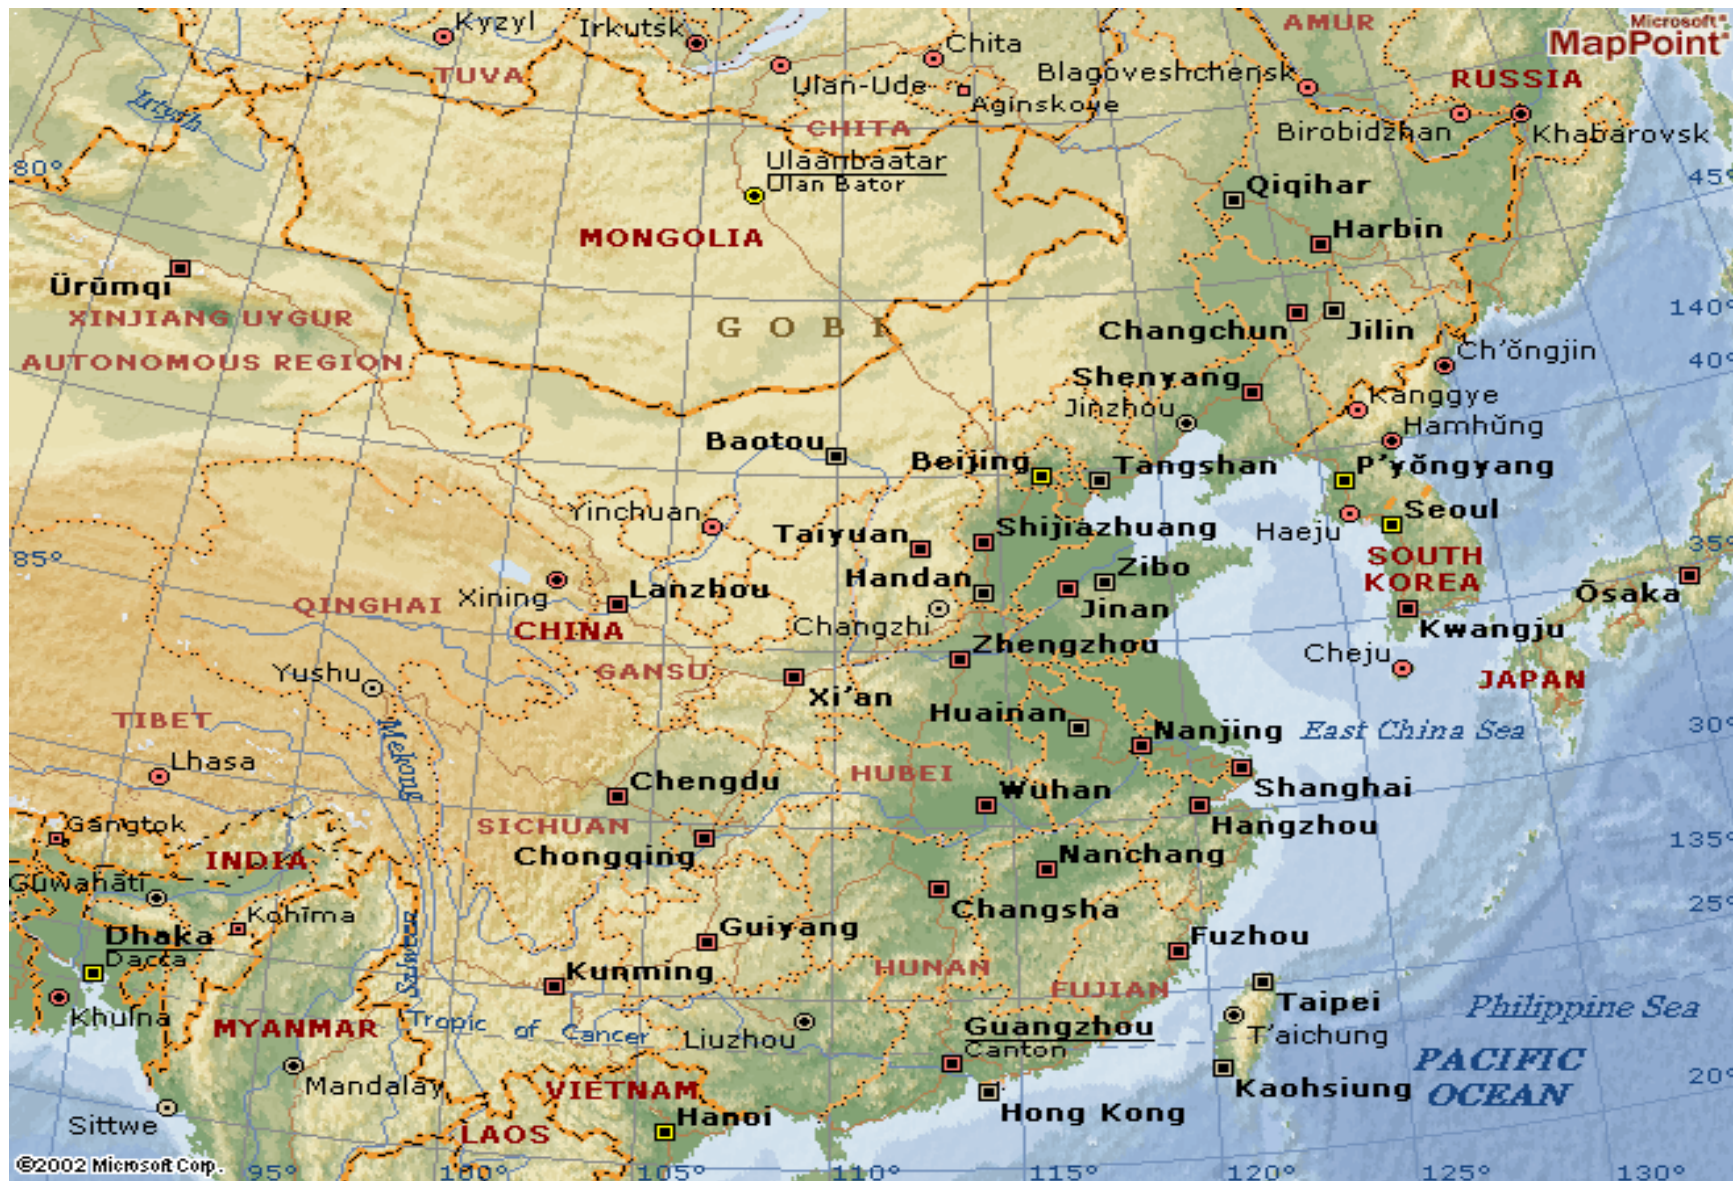 Kyzyl
Irkutsk
Chita
AMUR
Microsoft®
MapPoint®
TUVA
Ulan-Ude
Blagoveshchensk
RUSSIA
Irtysh
Aginskoye
CHITA
Birobidzhan
Khabarovsk
80°
Ulaanbaatar
Ulan Bator
45°
Qiqihar
MONGOLIA
Harbin
Ürümqi
XINJIANG UYGUR
AUTONOMOUS REGION
GOBI
Changchun
Jilin
140°
Ch'ŏngjin
40°
Shenyang
Jinzhou
Kanggye
Hamhŭng
Baotou
Beijing
Tangshan
P'yŏngyang
Yinchuan
Taiyuan
Shijiazhuang
Seoul
Haeju
85°
35°
SOUTH
KOREA
Handan
Zibo
Xining
Lanzhou
Jinan
Ōsaka
QINGHAI
CHINA
Changzhi
Kwangju
Zhengzhou
Cheju
Yushu
GANSU
Xi'an
JAPAN
TIBET
Mekong
Huainan
Nanjing
East China Sea
30°
Lhasa
Chengdu
HUBEI
Wuhan
Shanghai
Gangtok
SICHUAN
Hangzhou
135°
INDIA
Chongqing
Nanchang
Guwahāti
Kohīma
Changsha
25°
Dhaka
Dacca
Salween
Guiyang
Fuzhou
Kunming
HUNAN
FUJIAN
Khulna
Taipei
Philippine Sea
MYANMAR
Tropic of Cancer
Liuzhou
Guangzhou
Canton
T'aichung
PACIFIC
OCEAN
Mandalay
VIETNAM
Kaohsiung
20°
Sittwe
LAOS
Hanoi
Hong Kong
©2002 Microsoft Corp.
95°
100°
105°
110°
115°
120°
125°
130°